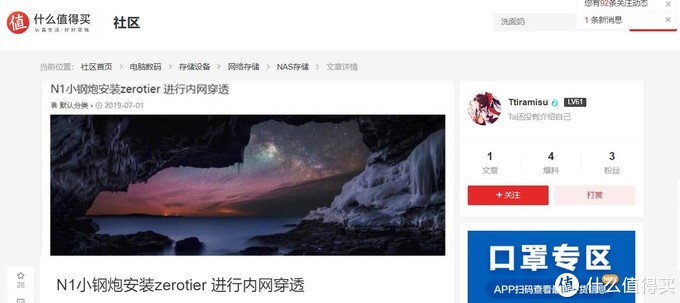 值 什么值得买
认真生活·好好花钱
社区
洗面奶
您有92条关注动态 ×
1 条新消息 ×
当前位置： 社区首页 > 电脑数码 > 存储设备 > 网络存储 > NAS存储 > 文章详情
N1小钢炮安装zerotier 进行内网穿透
默认分类 • 2019-07-01
N1小钢炮安装zerotier 进行内网穿透
28
Ttiramisu LV61
Ta还没有介绍自己
1 4 3
文章 爆料 粉丝
+关注 打赏
口罩专区
APP扫码查看最
值 什么值得买